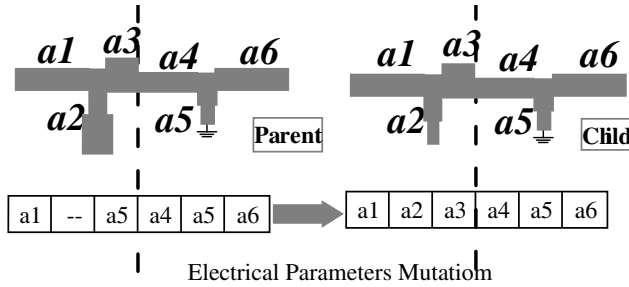 a1 a3 a4 a6
a2 a5 Parent
a1 a3 a4 a6
a2 a5 Child
a1 -- a5 a4 a5 a6
a1 a2 a3 a4 a5 a6
Electrical Parameters Mutatiom